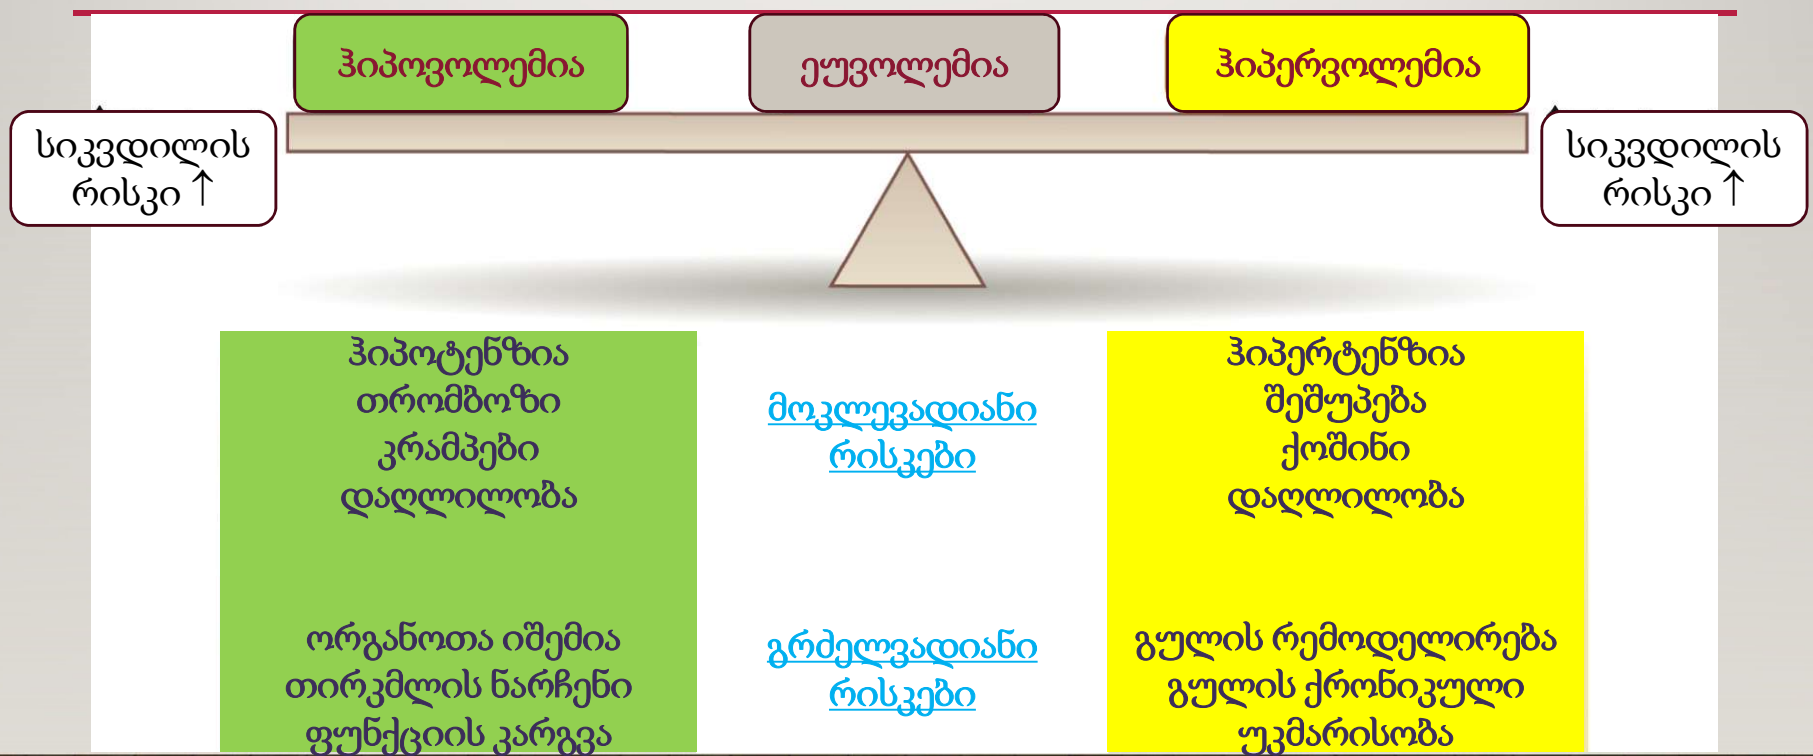 ჰიპოვოლემია
ეუვოლემია
ჰიპერვოლემია
სიკვდილის
რისკი ↑
სიკვდილის
რისკი ↑
ჰიპოტენზია
თრომბოზი
კრამპები
დაღლილობა
ორგანოთა იშემია
თირკმლის ნარჩენი
ფუნქციის კარგვა
მოკლევადიანი
რისკები
გრძელვადიანი
რისკები
ჰიპერტენზია
შეშუპება
ქოშინი
დაღლილობა
გულის რემოდელირება
გულის ქრონიკული
უკმარისობა